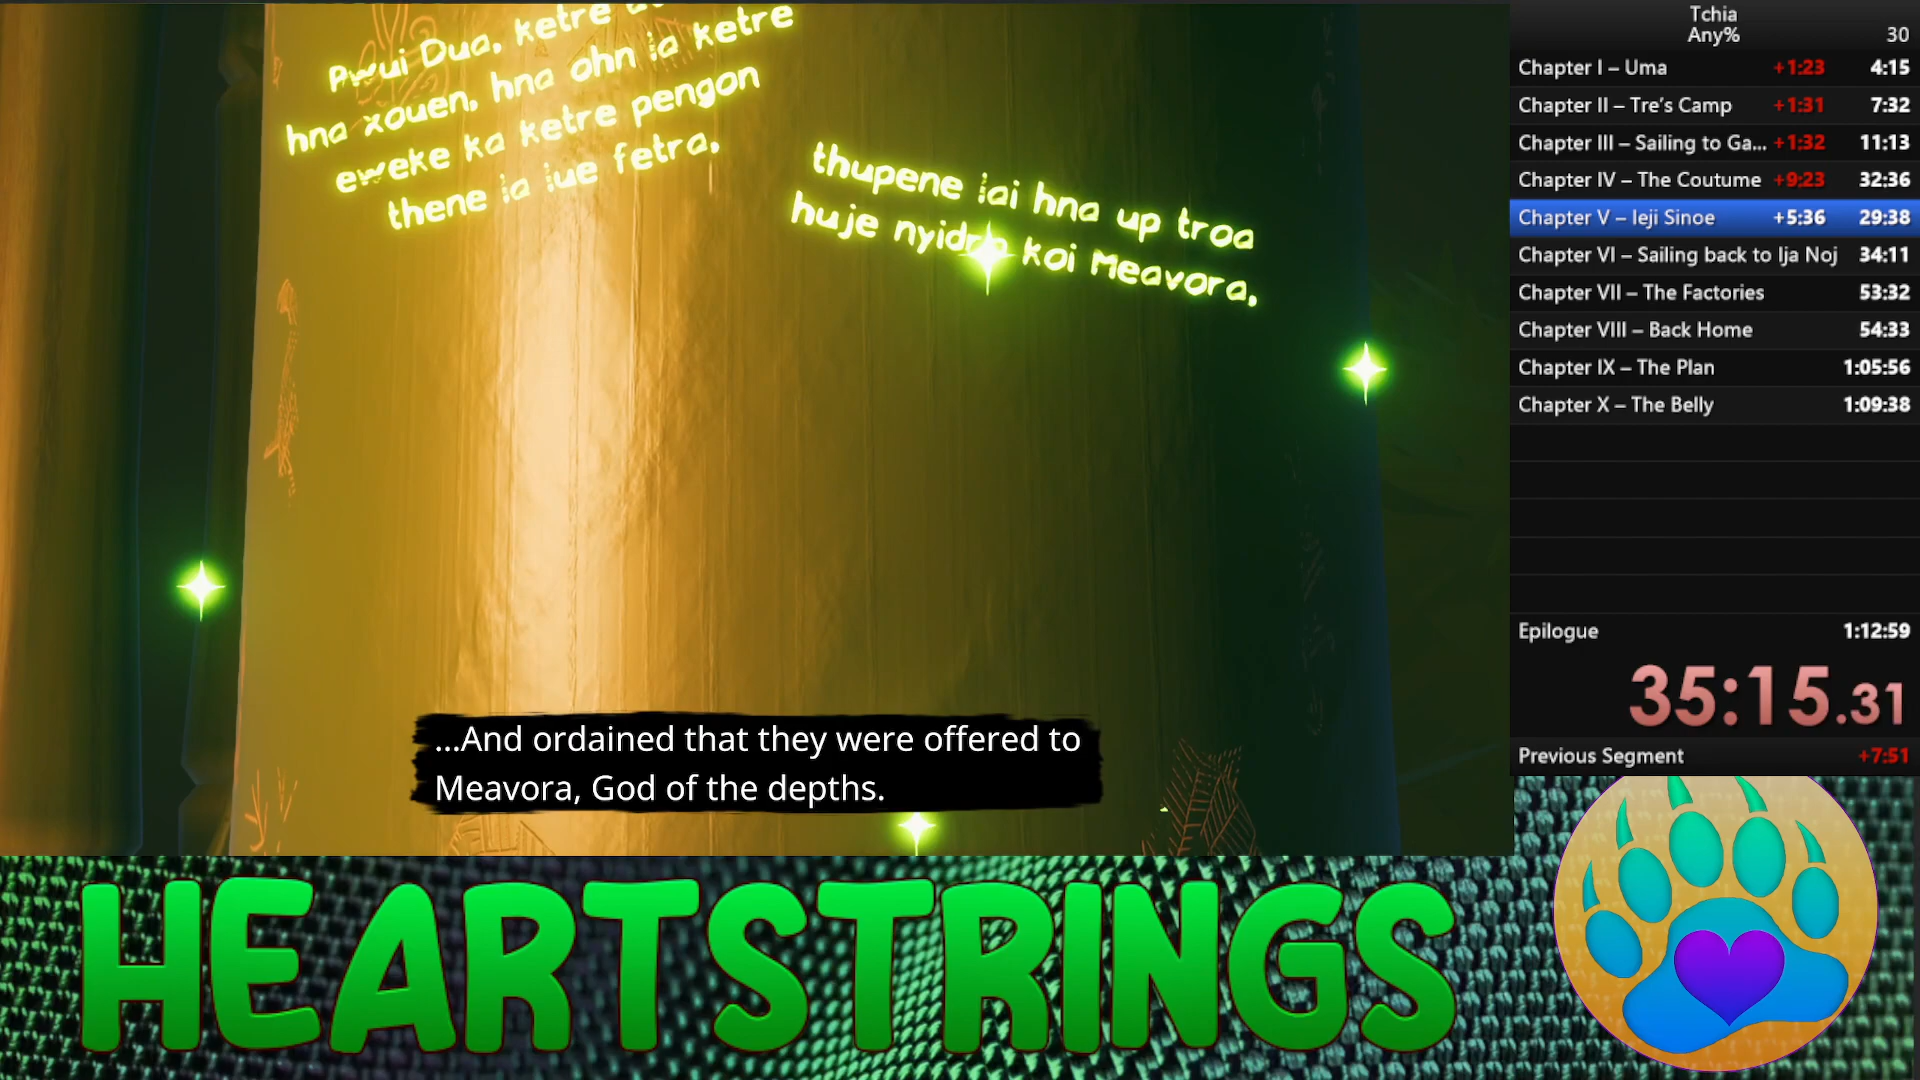 Pwui Dua, ketre
hna xouen, hna ohn ia ketre
eweke ka ketre pengon
thene ia iue fetra,
thupene iai hna up troa
huje nyidro koi Meavora,
...And ordained that they were offered to
Meavora, God of the depths.
HEARTSTRINGS
Tchia
Any% 30
Chapter I – Uma +1:23 4:15
Chapter II – Tre's Camp +1:31 7:32
Chapter III – Sailing to Ga... +1:32 11:13
Chapter IV – The Coutume +9:23 32:36
Chapter V – Ieji Sinoe +5:36 29:38
Chapter VI – Sailing back to Ija Noj 34:11
Chapter VII – The Factories 53:32
Chapter VIII – Back Home 54:33
Chapter IX – The Plan 1:05:56
Chapter X – The Belly 1:09:38
Epilogue 1:12:59
35:15.31
Previous Segment +7:51